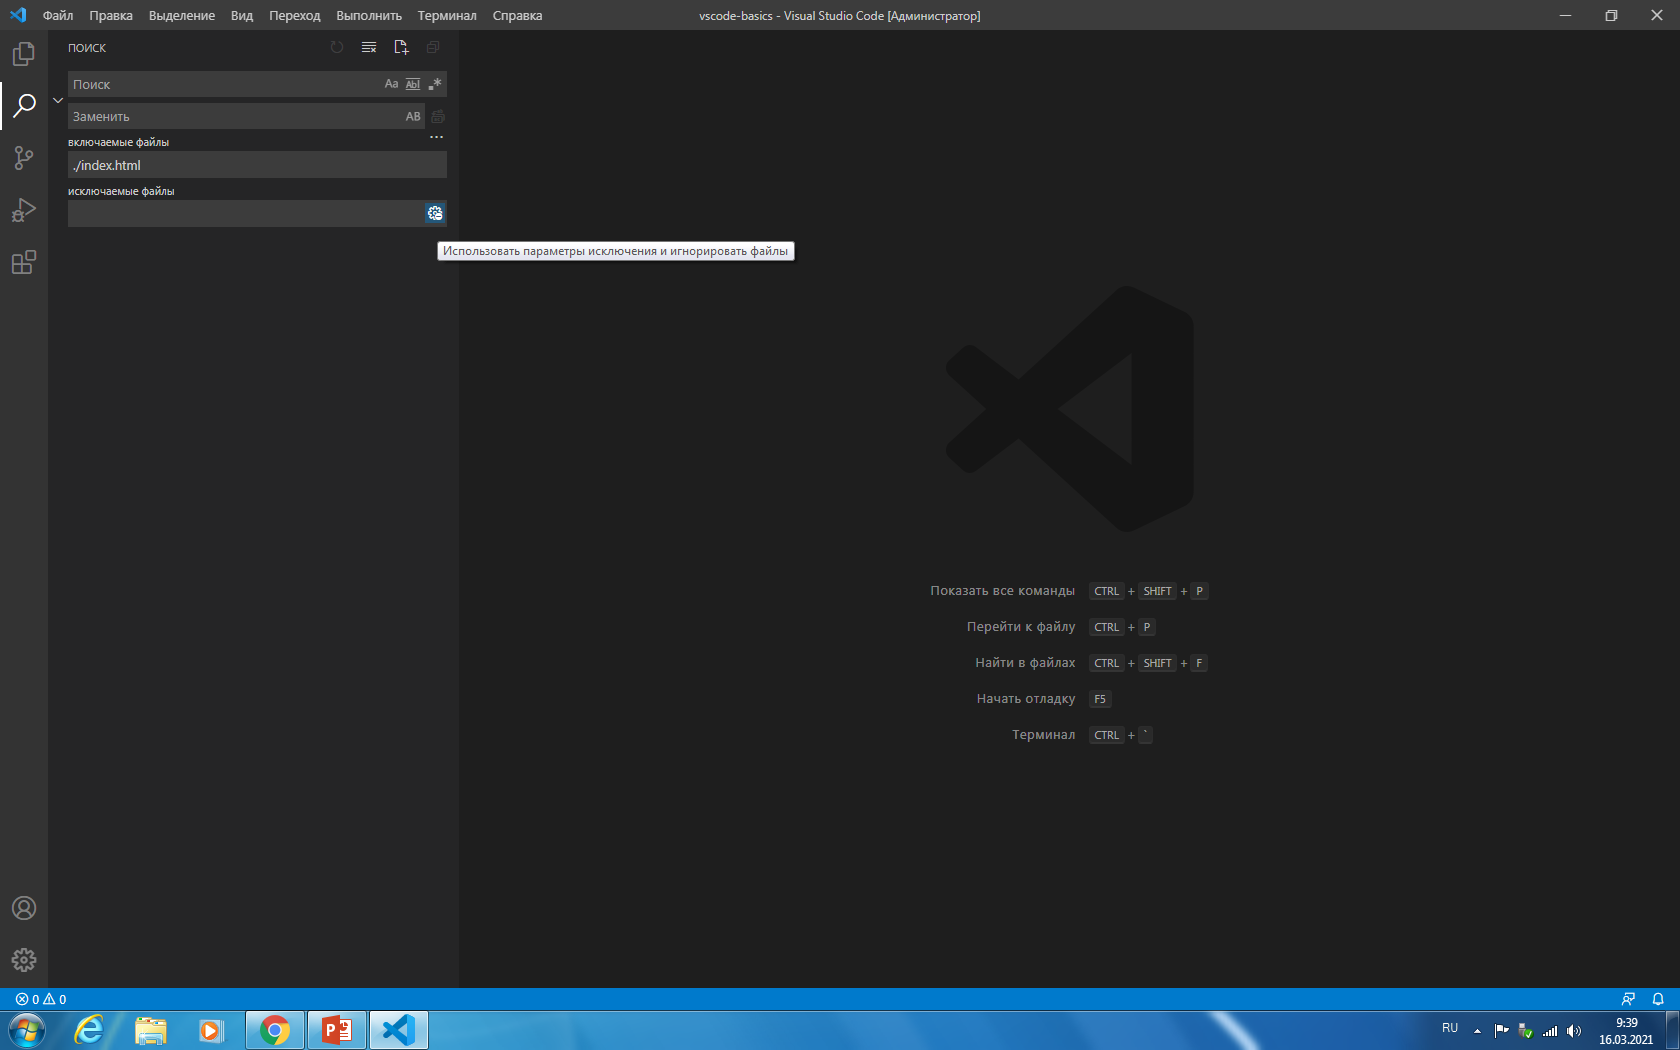 Файл Правка Выделение Вид Переход Выполнить Терминал Справка
vscode-basics - Visual Studio Code [Администратор]
ПОИСК
Поиск
Aa Abl .*
Заменить
AB
...
включаемые файлы
./index.html
исключаемые файлы
Использовать параметры исключения и игнорировать файлы
Показать все команды CTRL + SHIFT + P
Перейти к файлу CTRL + P
Найти в файлах CTRL + SHIFT + F
Начать отладку F5
Терминал CTRL + `
0 0
P
RU
9:39
16.03.2021